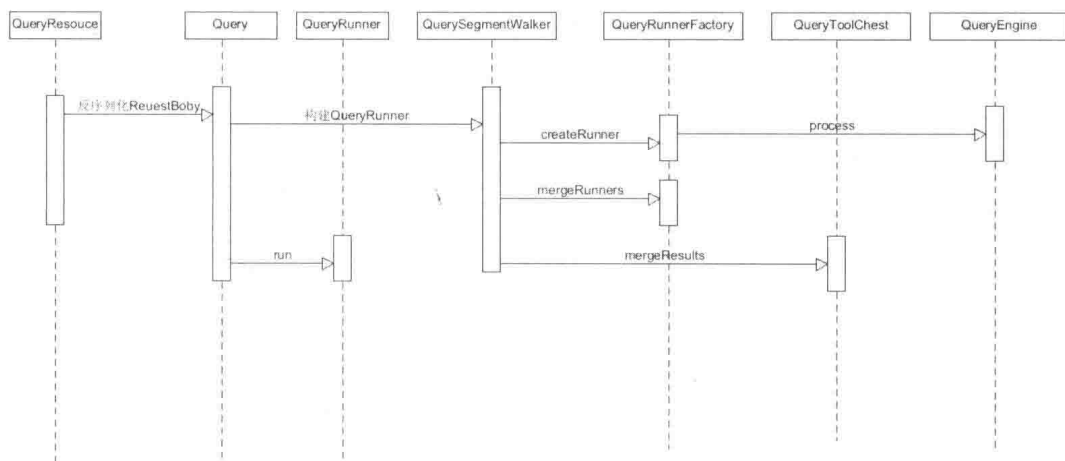 QueryResouce
Query
QueryRunner
QuerySegmentWalker
QueryRunnerFactory
QueryToolChest
QueryEngine
反序列化ReuestBoby
构建QueryRunner
createRunner
process
mergeRunners
run
mergeResults